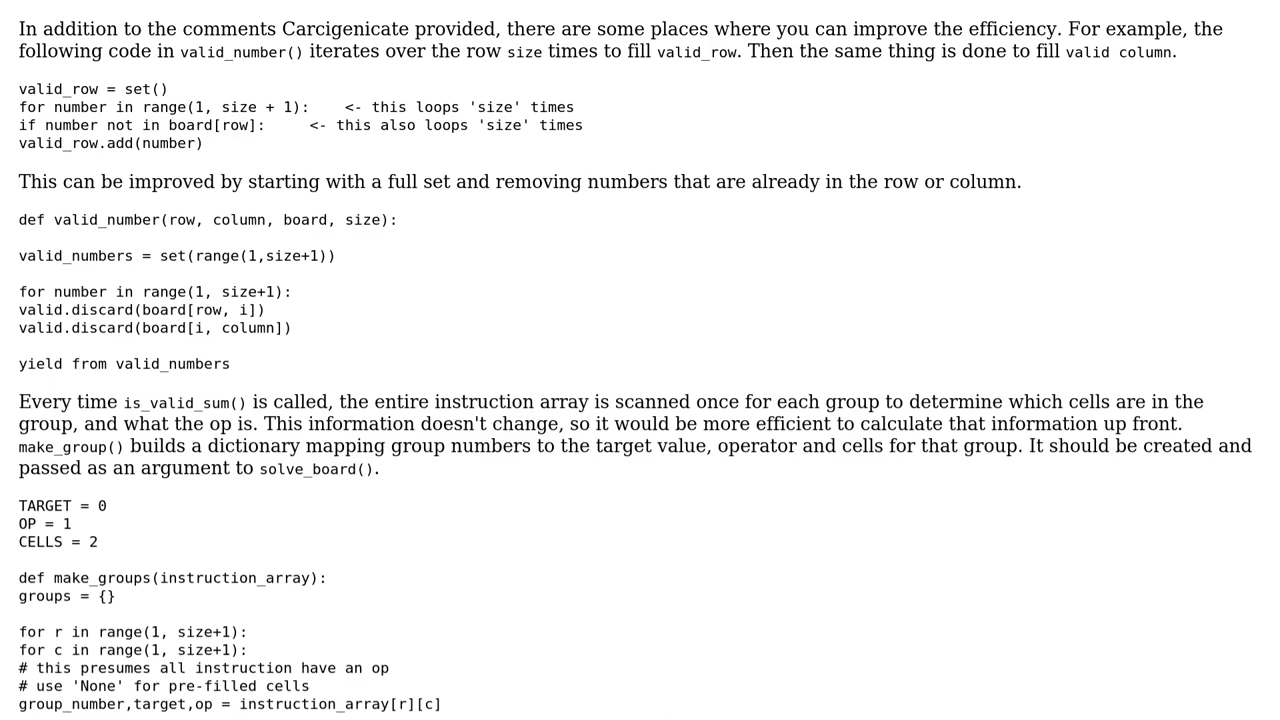 In addition to the comments Carcigenicate provided, there are some places where you can improve the efficiency. For example, the
following code in valid_number() iterates over the row size times to fill valid_row. Then the same thing is done to fill valid column.
valid_row = set()
for number in range(1, size + 1):    <- this loops 'size' times
if number not in board[row]:     <- this also loops 'size' times
valid_row.add(number)
This can be improved by starting with a full set and removing numbers that are already in the row or column.
def valid_number(row, column, board, size):
valid_numbers = set(range(1,size+1))
for number in range(1, size+1):
valid.discard(board[row, i])
valid.discard(board[i, column])
yield from valid_numbers
Every time is_valid_sum() is called, the entire instruction array is scanned once for each group to determine which cells are in the
group, and what the op is. This information doesn't change, so it would be more efficient to calculate that information up front.
make_group() builds a dictionary mapping group numbers to the target value, operator and cells for that group. It should be created and
passed as an argument to solve_board().
TARGET = 0
OP = 1
CELLS = 2
def make_groups(instruction_array):
groups = {}
for r in range(1, size+1):
for c in range(1, size+1):
# this presumes all instruction have an op
# use 'None' for pre-filled cells
group_number,target,op = instruction_array[r][c]